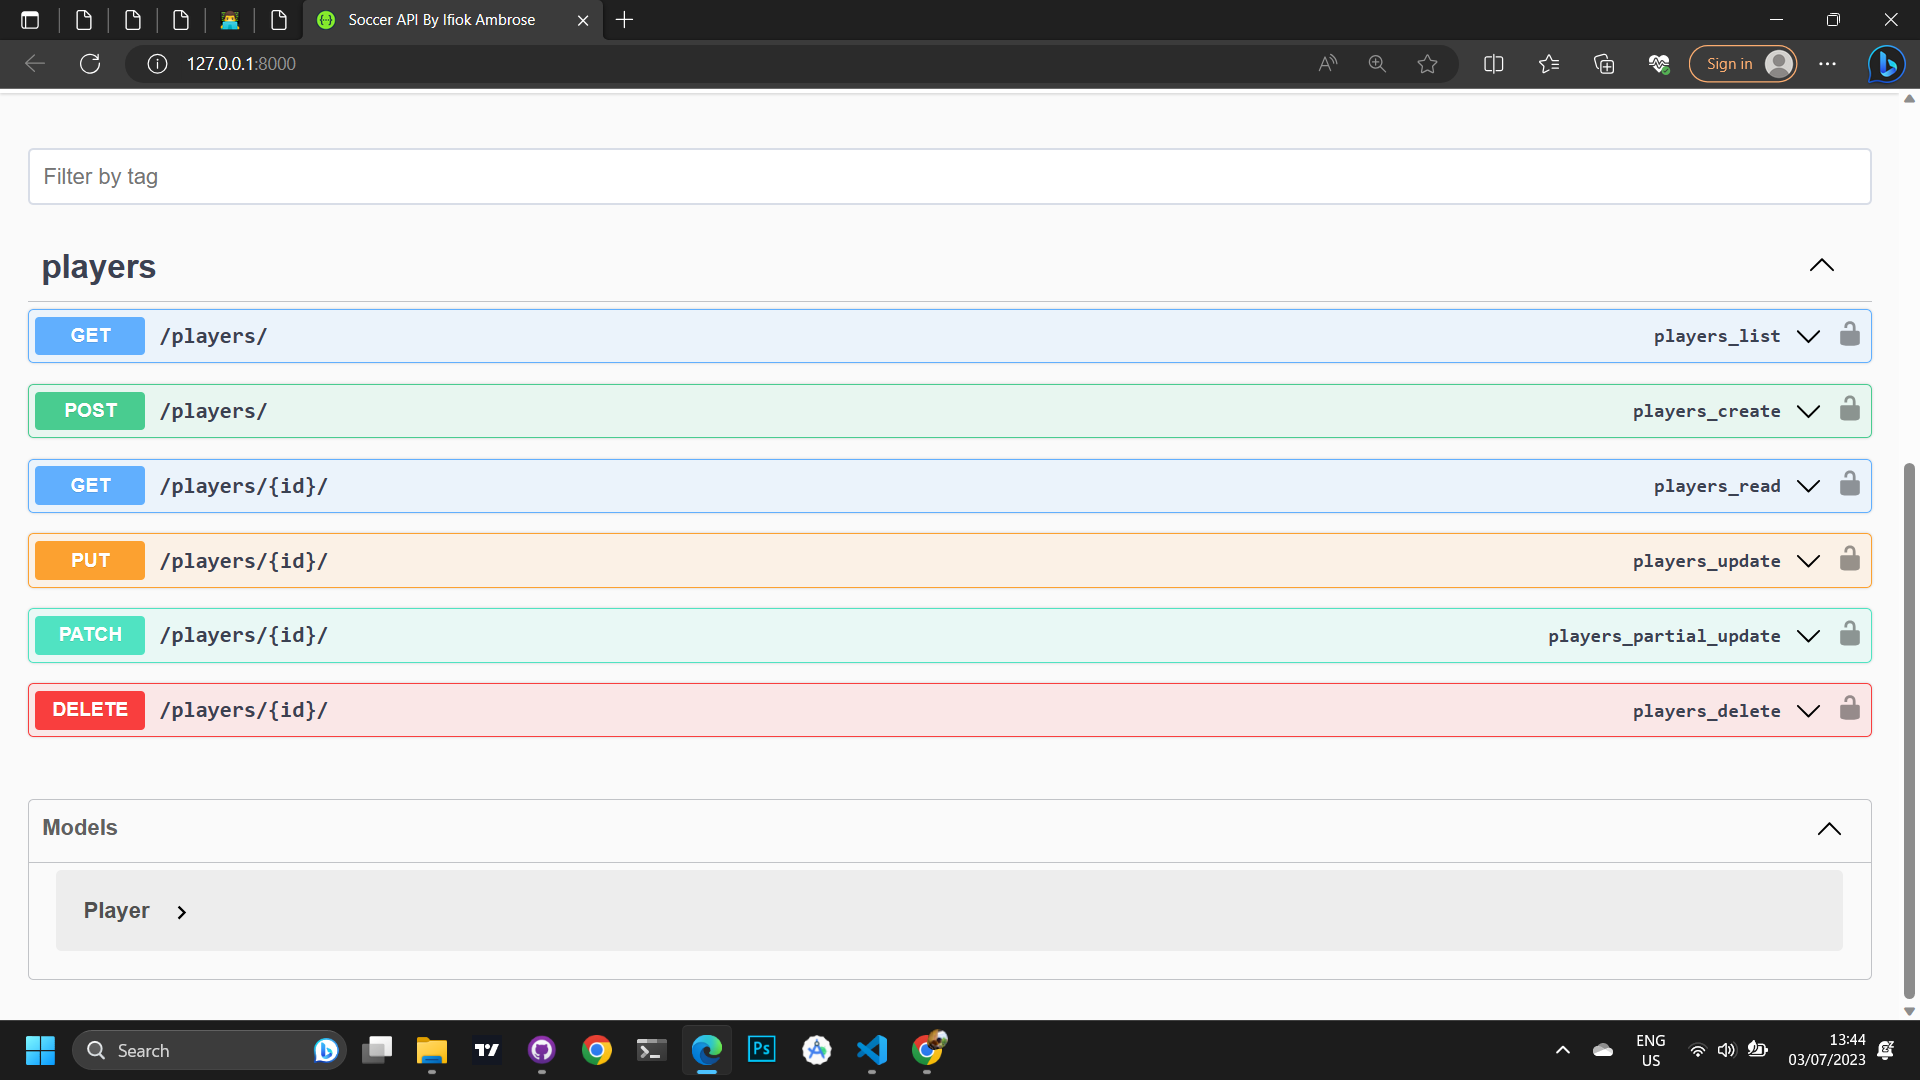 Soccer API By Ifiok Ambrose
127.0.0.1:8000
Sign in
Filter by tag
players
GET /players/ players_list
POST /players/ players_create
GET /players/{id}/ players_read
PUT /players/{id}/ players_update
PATCH /players/{id}/ players_partial_update
DELETE /players/{id}/ players_delete
Models
Player
Search
Ps
ENG
US
13:44
03/07/2023